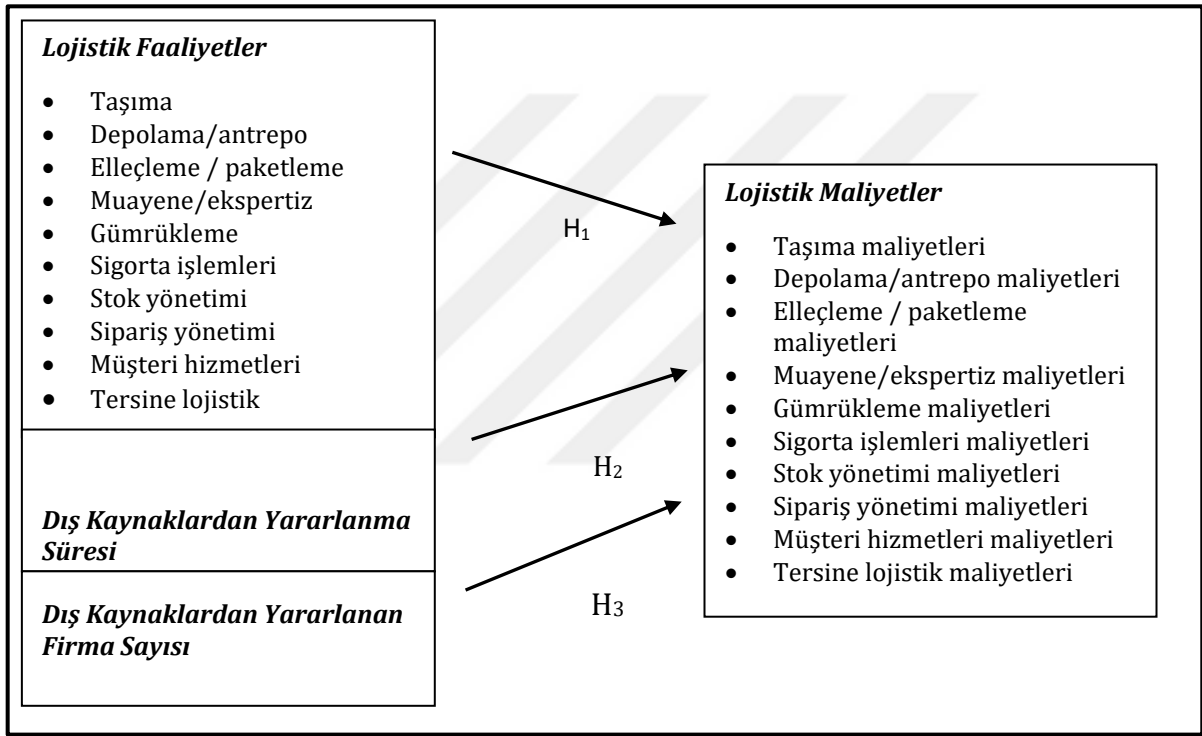 Lojistik Faaliyetler
• Taşıma
• Depolama/antrepo
• Elleçleme / paketleme
• Muayene/ekspertiz
• Gümrükleme
• Sigorta işlemleri
• Stok yönetimi
• Sipariş yönetimi
• Müşteri hizmetleri
• Tersine lojistik
Dış Kaynaklardan Yararlanma
Süresi
Dış Kaynaklardan Yararlanan
Firma Sayısı
H₁
H₂
H₃
Lojistik Maliyetler
• Taşıma maliyetleri
• Depolama/antrepo maliyetleri
• Elleçleme / paketleme
maliyetleri
• Muayene/ekspertiz maliyetleri
• Gümrükleme maliyetleri
• Sigorta işlemleri maliyetleri
• Stok yönetimi maliyetleri
• Sipariş yönetimi maliyetleri
• Müşteri hizmetleri maliyetleri
• Tersine lojistik maliyetleri